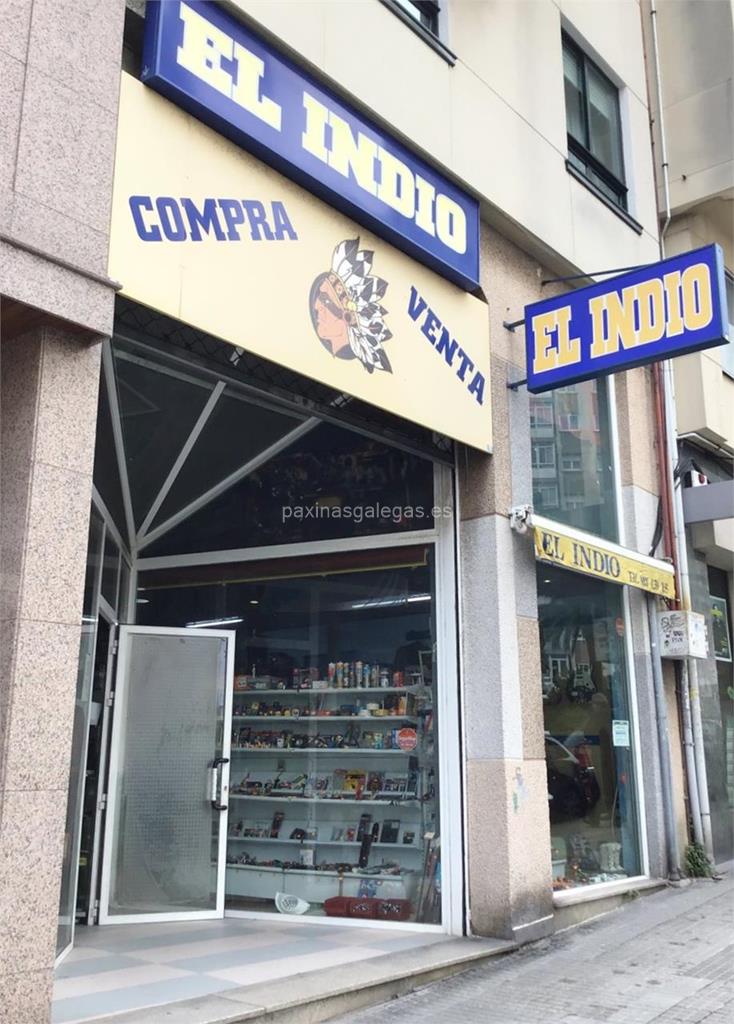 EL INDIO
COMPRA
VENTA
EL INDIO
paxinasgalegas.es
EL INDIO